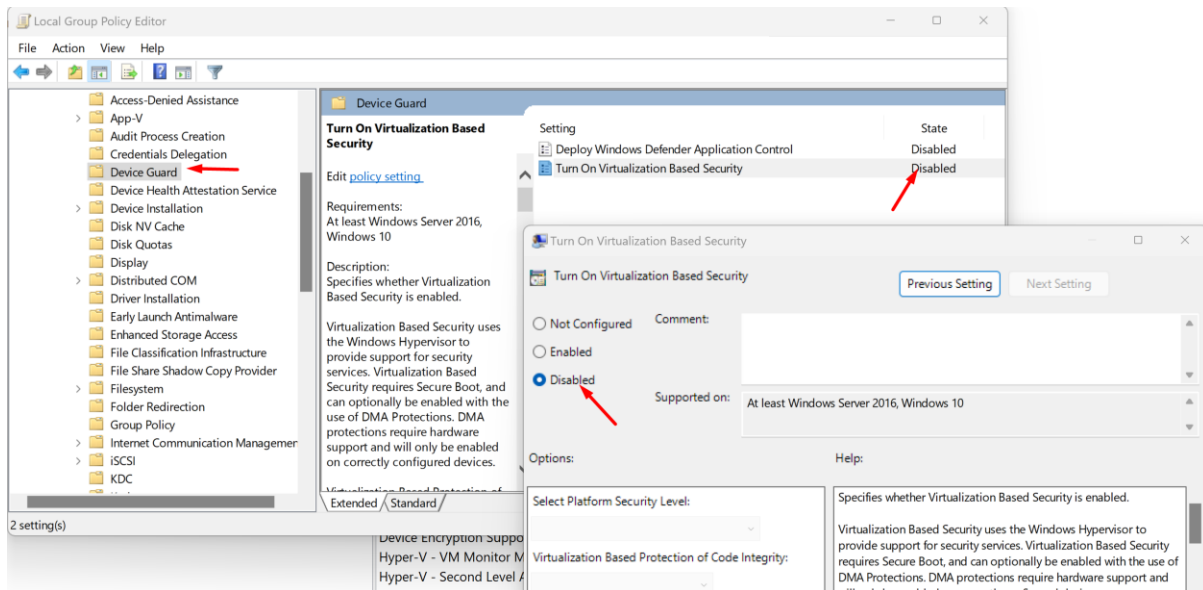 Local Group Policy Editor
File Action View Help
Access-Denied Assistance
App-V
Audit Process Creation
Credentials Delegation
Device Guard
Device Health Attestation Service
Device Installation
Disk NV Cache
Disk Quotas
Display
Distributed COM
Driver Installation
Early Launch Antimalware
Enhanced Storage Access
File Classification Infrastructure
File Share Shadow Copy Provider
Filesystem
Folder Redirection
Group Policy
Internet Communication Managemer
iSCSI
KDC
2 setting(s)
Device Guard
Turn On Virtualization Based
Security
Edit policy setting
Requirements:
At least Windows Server 2016,
Windows 10
Description:
Specifies whether Virtualization
Based Security is enabled.
Virtualization Based Security uses
the Windows Hypervisor to
provide support for security
services. Virtualization Based
Security requires Secure Boot, and
can optionally be enabled with the
use of DMA Protections. DMA
protections require hardware
support and will only be enabled
on correctly configured devices.
Virtualization Based Protection of
Extended Standard
Setting State
Deploy Windows Defender Application Control Disabled
Turn On Virtualization Based Security Disabled
Turn On Virtualization Based Security
Turn On Virtualization Based Security
Previous Setting Next Setting
Not Configured
Enabled
Disabled
Comment:
Supported on:
At least Windows Server 2016, Windows 10
Options:
Help:
Select Platform Security Level:
Virtualization Based Protection of Code Integrity:
Specifies whether Virtualization Based Security is enabled.
Virtualization Based Security uses the Windows Hypervisor to
provide support for security services. Virtualization Based Security
requires Secure Boot, and can optionally be enabled with the use of
DMA Protections. DMA protections require hardware support and
Device Encryption Suppo
Hyper-V - VM Monitor M
Hyper-V - Second Level A